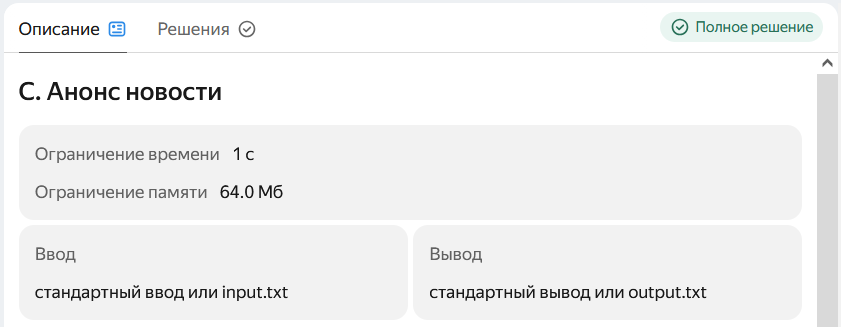 Описание Решения Полное решение
C. Анонс новости
Ограничение времени 1 с
Ограничение памяти 64.0 Мб
Ввод
стандартный ввод или input.txt
Вывод
стандартный вывод или output.txt